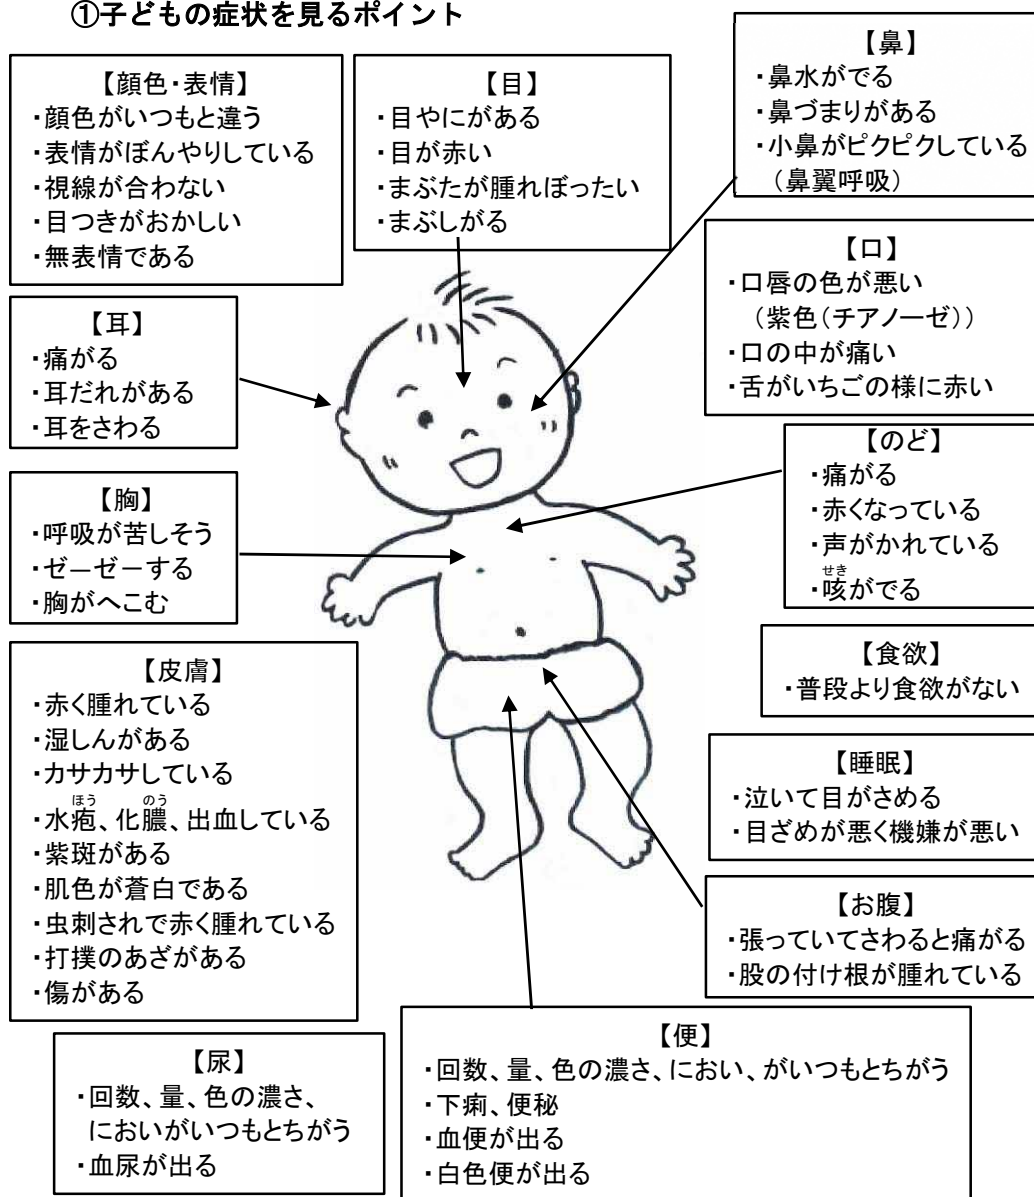 ①子どもの症状を見るポイント
【顔色・表情】
・顔色がいつもと違う
・表情がぼんやりしている
・視線が合わない
・目つきがおかしい
・無表情である
【目】
・目やにがある
・目が赤い
・まぶたが腫れぼったい
・まぶしがる
【鼻】
・鼻水がでる
・鼻づまりがある
・小鼻がピクピクしている
（鼻翼呼吸）
【口】
・口唇の色が悪い
（紫色（チアノーゼ））
・口の中が痛い
・舌がいちごの様に赤い
【耳】
・痛がる
・耳だれがある
・耳をさわる
【のど】
・痛がる
・赤くなっている
・声がかれている
せき
・咳がでる
【胸】
・呼吸が苦しそう
・ゼーゼーする
・胸がへこむ
【食欲】
・普段より食欲がない
【皮膚】
・赤く腫れている
・湿しんがある
・カサカサしている
ほう のう
・水疱、化膿、出血している
・紫斑がある
・肌色が蒼白である
・虫刺されで赤く腫れている
・打撲のあざがある
・傷がある
【睡眠】
・泣いて目がさめる
・目ざめが悪く機嫌が悪い
【お腹】
・張っていてさわると痛がる
・股の付け根が腫れている
【尿】
・回数、量、色の濃さ、
においがいつもとちがう
・血尿が出る
【便】
・回数、量、色の濃さ、におい、がいつもとちがう
・下痢、便秘
・血便が出る
・白色便が出る